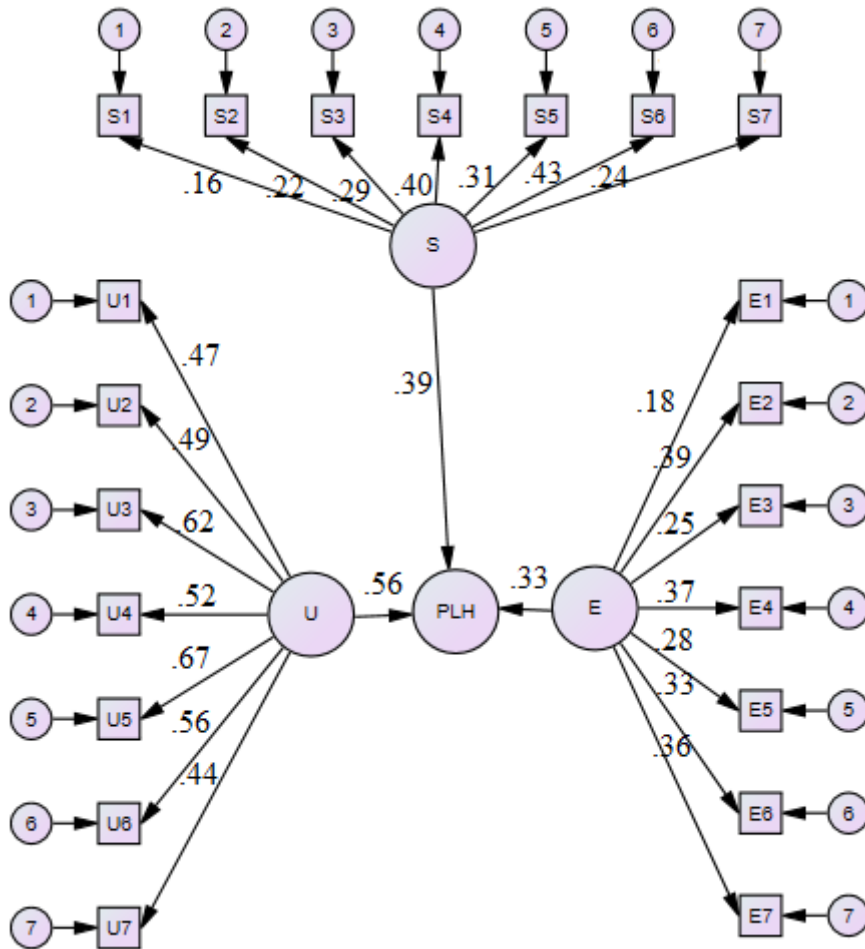 1 2 3 4 5 6 7
S1 S2 S3 S4 S5 S6 S7
.16 .22 .29 .40 .31 .43 .24
S
1 U1 E1 1
.47
.39
.18
2 U2 E2 2
.49 .39
3 U3 E3 3
.62 .25
4 U4 .52 U .56 PLH .33 E .37 E4 4
.67 .28
5 U5 .33 E5 5
.56 .36
.44
6 U6 E6 6
7 U7 E7 7